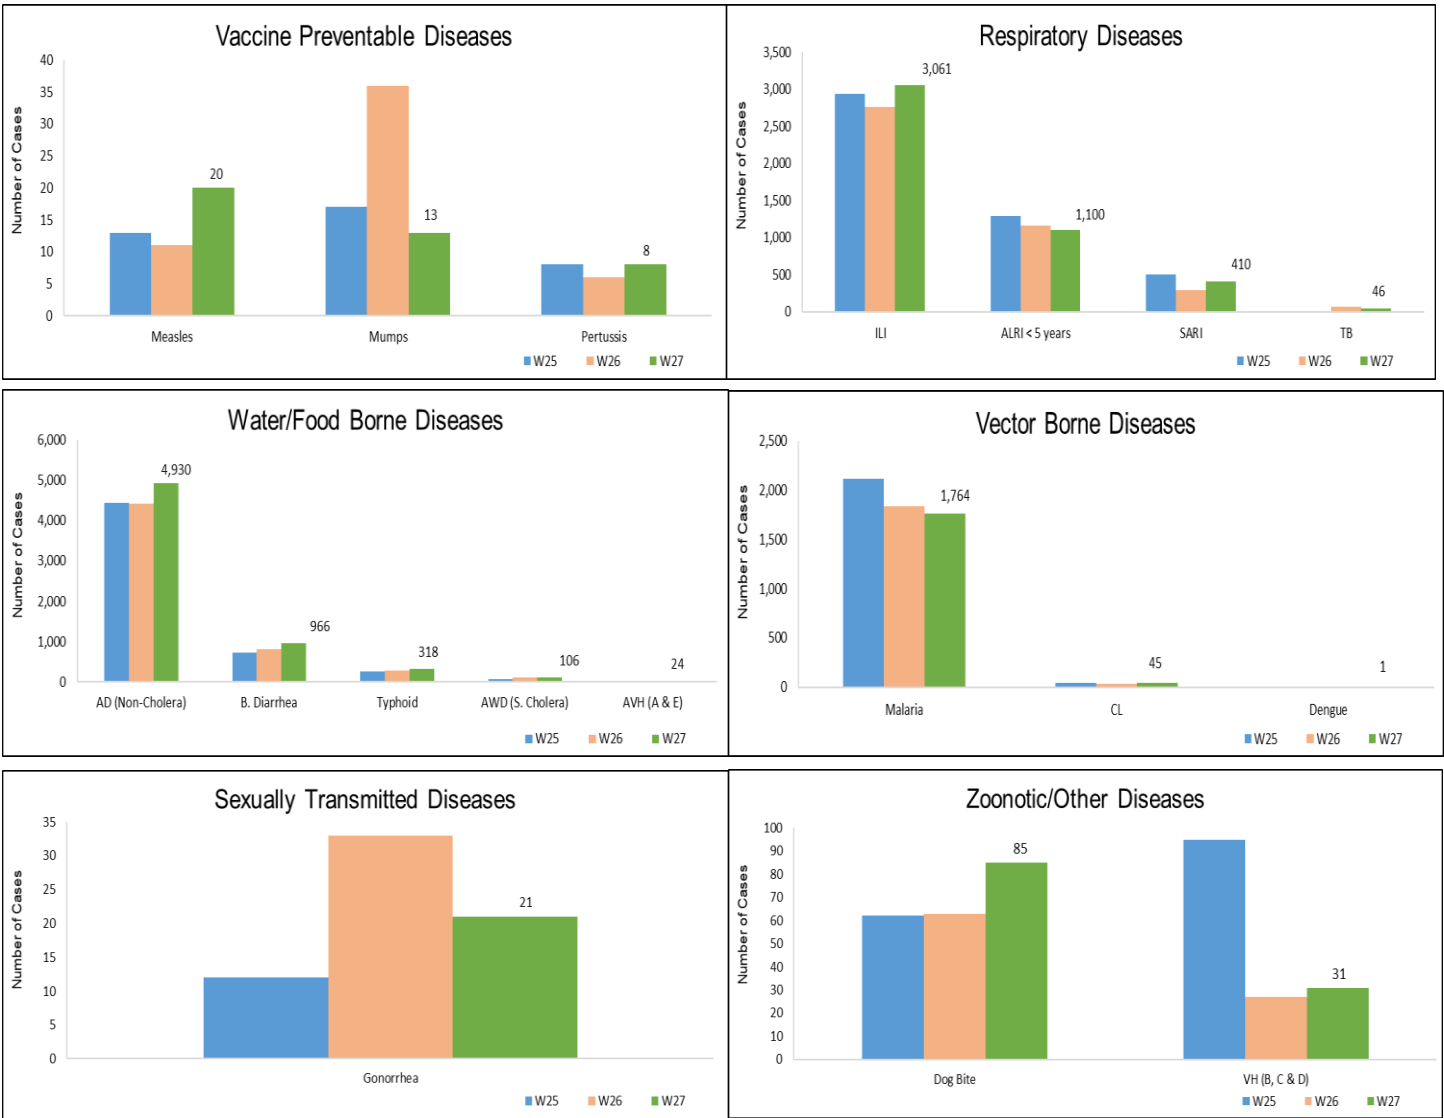 Vaccine Preventable Diseases
Number of Cases
40
35
30
25
20
15
10
5
0
20
13
8
Measles Mumps Pertussis
W25 W26 W27
Respiratory Diseases
Number of Cases
3,500
3,000
2,500
2,000
1,500
1,000
500
0
3,061
1,100
410
46
ILI ALRI < 5 years SARI TB
W25 W26 W27
Water/Food Borne Diseases
Number of Cases
6,000
5,000
4,000
3,000
2,000
1,000
0
4,930
966
318
106
24
AD (Non-Cholera) B. Diarrhea Typhoid AWD (S. Cholera) AVH (A & E)
W25 W26 W27
Vector Borne Diseases
Number of Cases
2,500
2,000
1,500
1,000
500
0
1,764
45
1
Malaria CL Dengue
W25 W26 W27
Sexually Transmitted Diseases
Number of Cases
35
30
25
20
15
10
5
0
21
Gonorrhea
W25 W26 W27
Zoonotic/Other Diseases
Number of Cases
100
90
80
70
60
50
40
30
20
10
0
85
31
Dog Bite VH (B, C & D)
W25 W26 W27